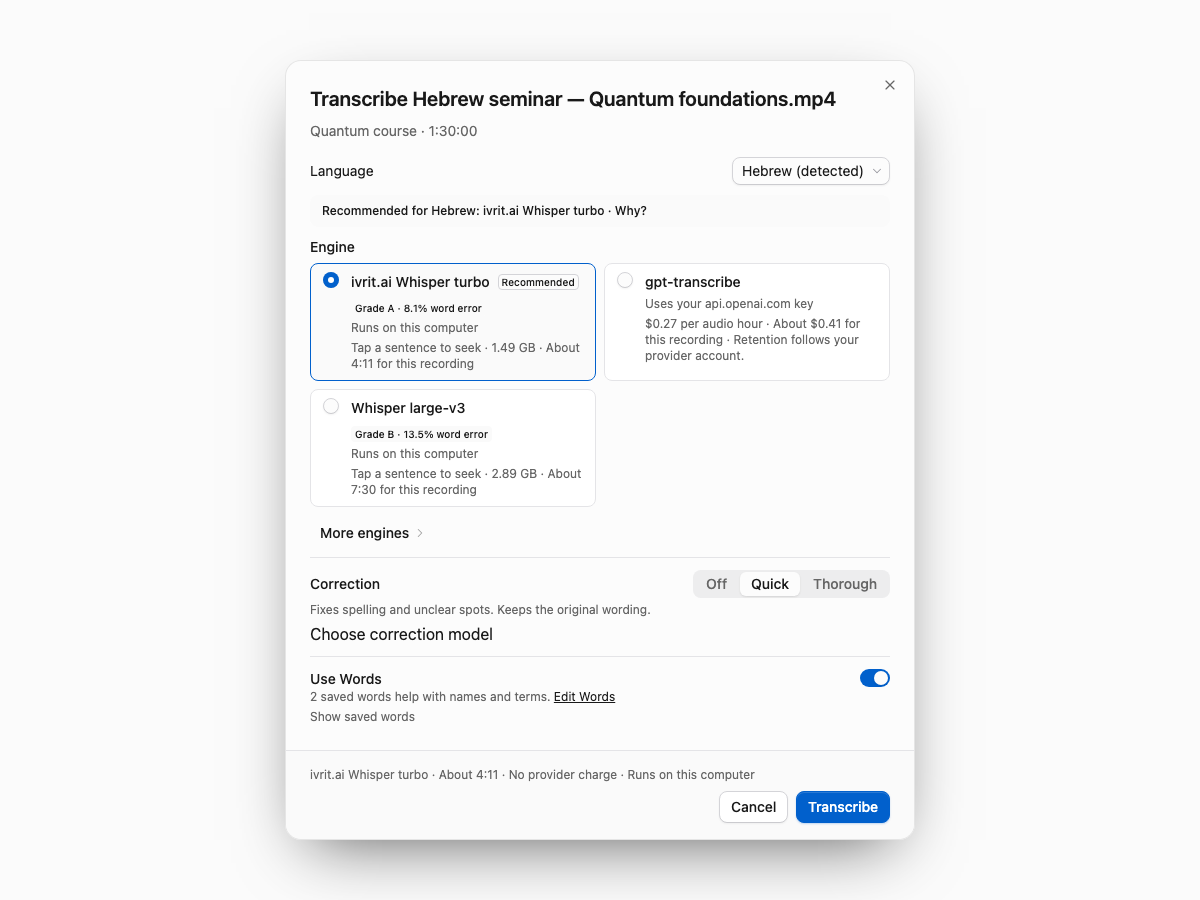 Transcribe Hebrew seminar — Quantum foundations.mp4
Quantum course · 1:30:00
Language
Hebrew (detected)
Recommended for Hebrew: ivrit.ai Whisper turbo · Why?
Engine
ivrit.ai Whisper turbo
Recommended
Grade A · 8.1% word error
Runs on this computer
Tap a sentence to seek · 1.49 GB · About
4:11 for this recording
gpt-transcribe
Uses your api.openai.com key
$0.27 per audio hour · About $0.41 for
this recording · Retention follows your
provider account.
Whisper large-v3
Grade B · 13.5% word error
Runs on this computer
Tap a sentence to seek · 2.89 GB · About
7:30 for this recording
More engines
Correction
Off
Quick
Thorough
Fixes spelling and unclear spots. Keeps the original wording.
Choose correction model
Use Words
2 saved words help with names and terms. Edit Words
Show saved words
ivrit.ai Whisper turbo · About 4:11 · No provider charge · Runs on this computer
Cancel
Transcribe